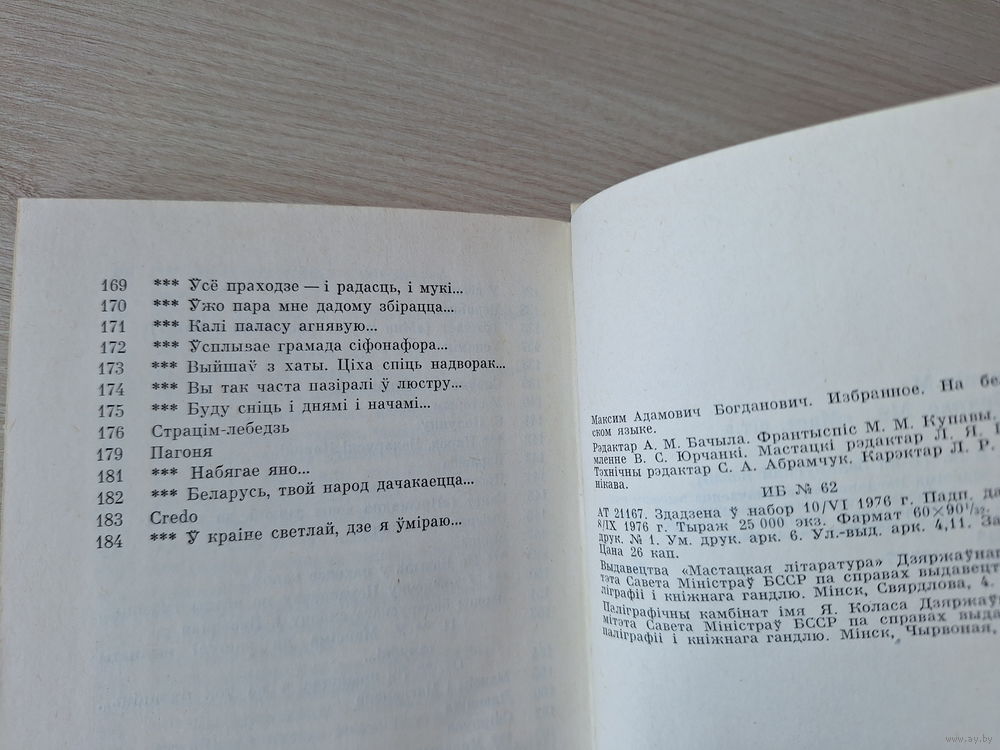 169 *** Ўсё праходзе — і радасць, і мукі...
170 *** Ўжо пара мне дадому збірацца...
171 *** Калі паласу агнявую...
172 *** Ўсплывае грамада сіфонафора...
173 *** Выйшаў з хаты. Ціха спіць надворак...
174 *** Вы так часта пазіралі ў люстру...
175 *** Буду сніць і днямі і начамі...
176 Страцім-лебедзь
179 Пагоня
181 *** Набягае яно...
182 *** Беларусь, твой народ дачакаецца...
183 Credo
184 *** Ў краіне светлай, дзе я ўміраю...
Максим Адамович Богданович. Избранное. На бе
ском языке.
Рэдактар А. М. Бачыла. Франтыспіс М. М. Купавы.
мленне В. С. Юрчанкі. Мастацкі рэдактар Л. Я.
Тэхнічны рэдактар С. А. Абрамчук. Карэктар Л. Р.
нікава.
ИБ № 62
АТ 21167. Здадзена ў набор 10/VI 1976 г. Падп. да
8/IX 1976 г. Тыраж 25 000 экз. Фармат 60×90¹/₃₂.
друк. № 1. Ум. друк. арк. 6. Ул.-выд. арк. 4,11. За
Цана 26 кап.
Выдавецтва «Мастацкая літаратура» Дзяржаўнаг
тэта Савета Міністраў БССР па справах выдавецт
ліграфіі і кніжнага гандлю. Мінск, Свярдлова, 4.
Паліграфічны камбінат імя Я. Коласа Дзяржаў
мітэта Савета Міністраў БССР па справах выда
паліграфіі і кніжнага гандлю. Мінск, Чырвоная,
www.ay.by